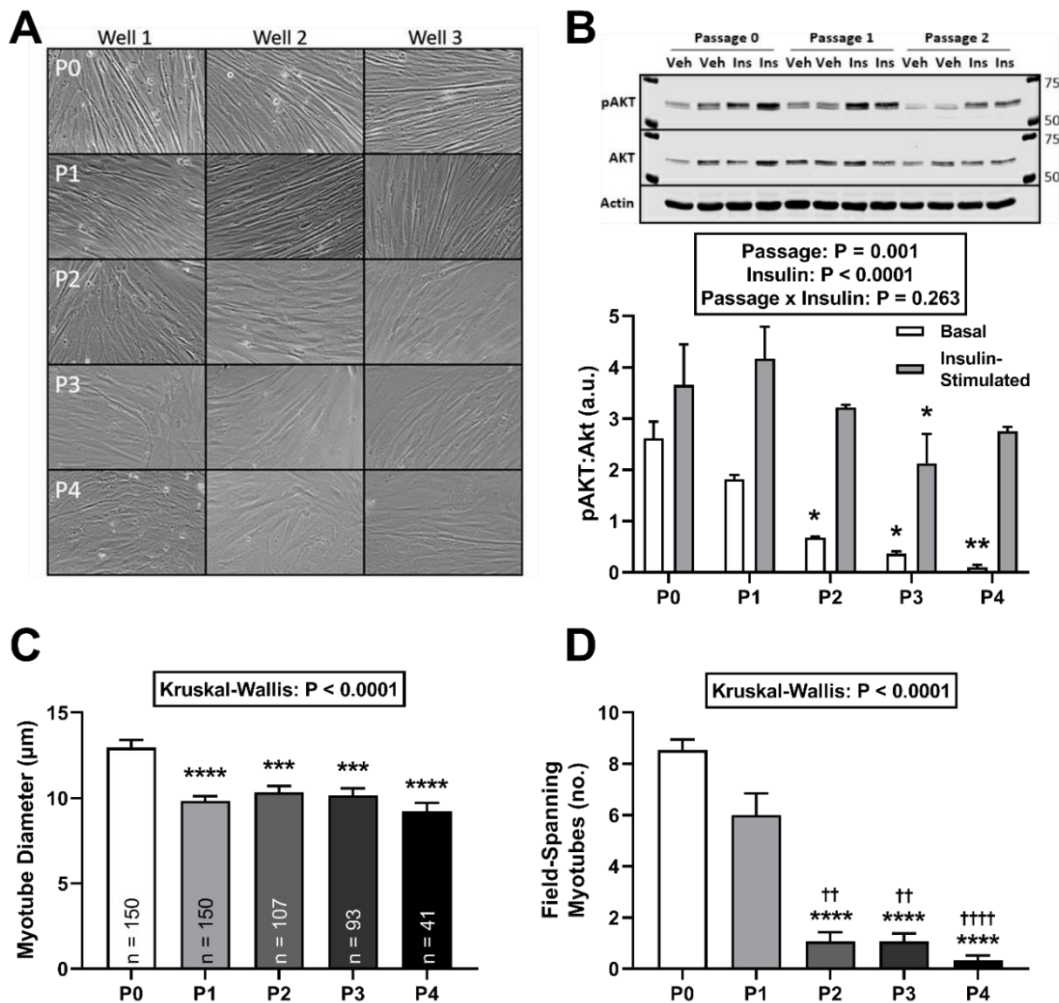 A
Well 1 Well 2 Well 3
P0
P1
P2
P3
P4
B
Passage 0 Passage 1 Passage 2
Veh Veh Ins Ins Veh Veh Ins Ins Veh Veh Ins Ins
pAKT
75
50
AKT
75
50
Actin
Passage: P = 0.001
Insulin: P < 0.0001
Passage x Insulin: P = 0.263
pAKT:Akt (a.u.)
5
4
3
2
1
0
Basal
Insulin-
Stimulated
* * ** *
P0 P1 P2 P3 P4
C
Kruskal-Wallis: P < 0.0001
Myotube Diameter (µm)
15
10
5
0
**** *** *** ****
n = 150 n = 150 n = 107 n = 93 n = 41
P0 P1 P2 P3 P4
D
Kruskal-Wallis: P < 0.0001
Field-Spanning
Myotubes (no.)
10
8
6
4
2
0
†† †† ††††
**** **** ****
P0 P1 P2 P3 P4